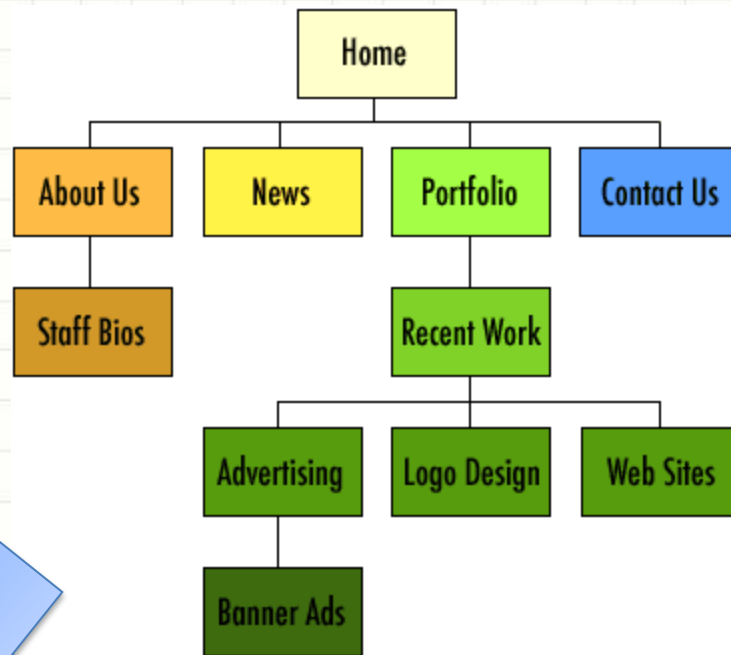 Home
About Us
News
Portfolio
Contact Us
Staff Bios
Recent Work
Advertising
Logo Design
Web Sites
Banner Ads